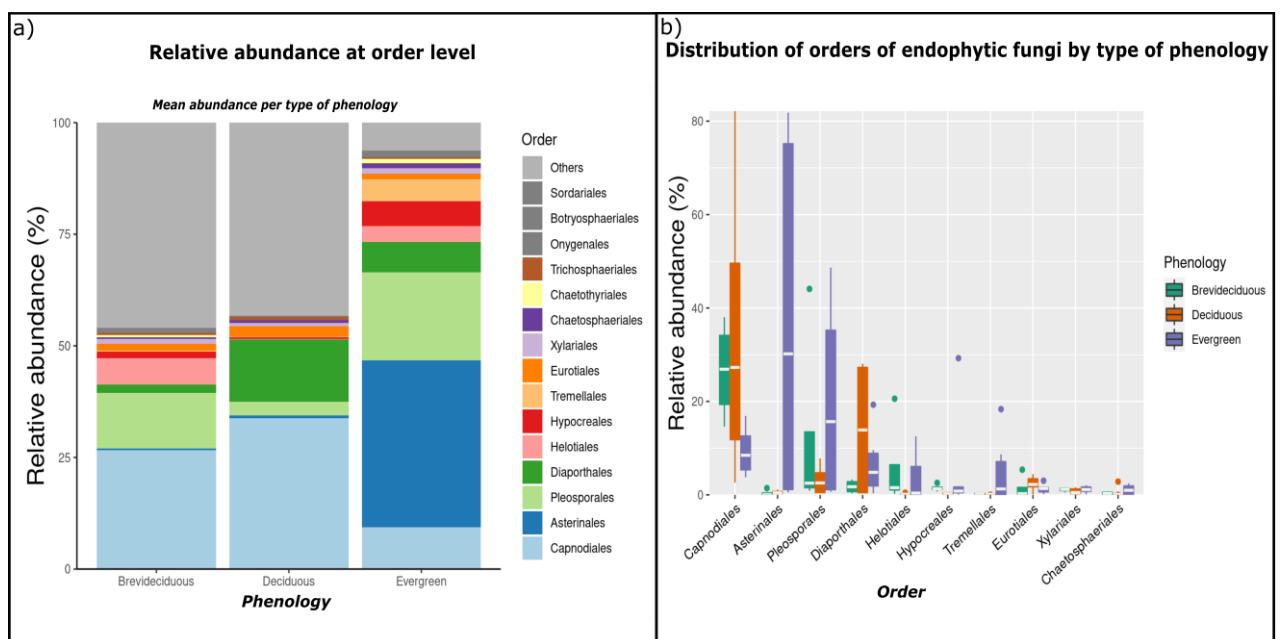 a)
Relative abundance at order level
Mean abundance per type of phenology
Relative abundance (%)
100
75
50
25
0
Brevideciduous
Deciduous
Evergreen
Phenology
Order
Others
Sordariales
Botryosphaeriales
Onygenales
Trichosphaeriales
Chaetothyriales
Chaetosphaeriales
Xylariales
Eurotiales
Tremellales
Hypocreales
Helotiales
Diaporthales
Pleosporales
Asterinales
Capnodiales
b)
Distribution of orders of endophytic fungi by type of phenology
Relative abundance (%)
80
60
40
20
0
Capnodiales
Asterinales
Pleosporales
Diaporthales
Helotiales
Hypocreales
Tremellales
Eurotiales
Xylariales
Chaetosphaeriales
Order
Phenology
Brevideciduous
Deciduous
Evergreen